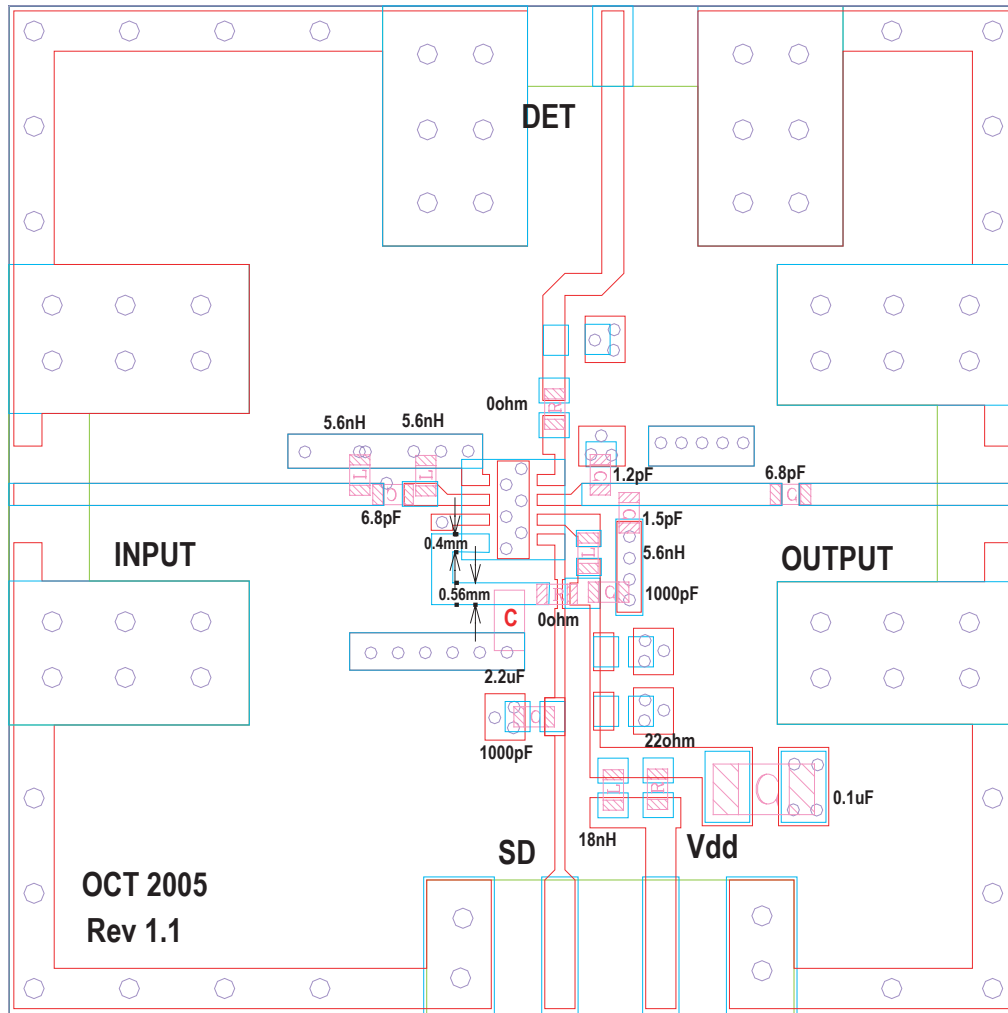 DET
0ohm
R
5.6nH
5.6nH
L
L
C
C
1.2pF
6.8pF
C
6.8pF
C
1.5pF
INPUT
0.4mm
L
5.6nH
OUTPUT
0.56mm
R
C
1000pF
C
0ohm
2.2uF
C
1000pF
22ohm
L
R
C
0.1uF
18nH
SD
Vdd
OCT 2005
Rev 1.1